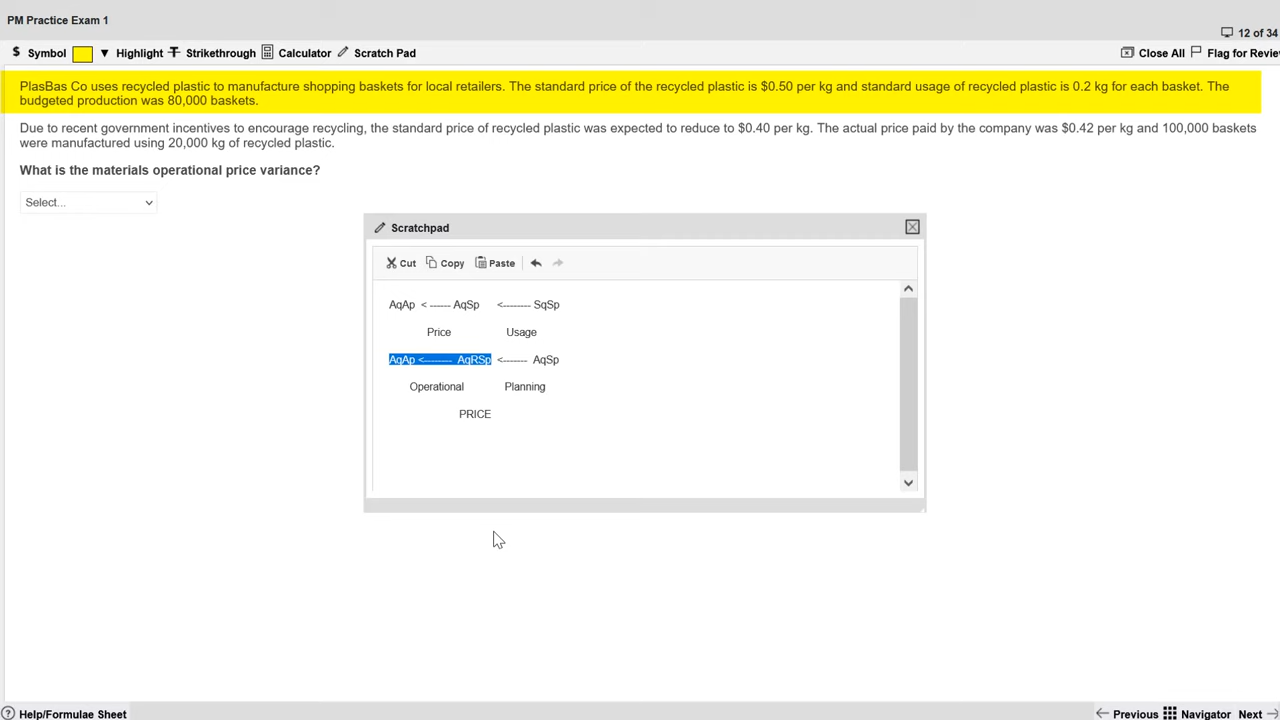 PM Practice Exam 1
12 of 34
$ Symbol Highlight Strikethrough Calculator Scratch Pad Close All Flag for Revie
PlasBas Co uses recycled plastic to manufacture shopping baskets for local retailers. The standard price of the recycled plastic is $0.50 per kg and standard usage of recycled plastic is 0.2 kg for each basket. The
budgeted production was 80,000 baskets.
Due to recent government incentives to encourage recycling, the standard price of recycled plastic was expected to reduce to $0.40 per kg. The actual price paid by the company was $0.42 per kg and 100,000 baskets
were manufactured using 20,000 kg of recycled plastic.
What is the materials operational price variance?
Select...
Scratchpad
Cut Copy Paste
AqAp < ------ AqSp <-------- SqSp
Price Usage
AqAp <-------- AqRSp <------- AqSp
Operational Planning
PRICE
Help/Formulae Sheet Previous Navigator Next